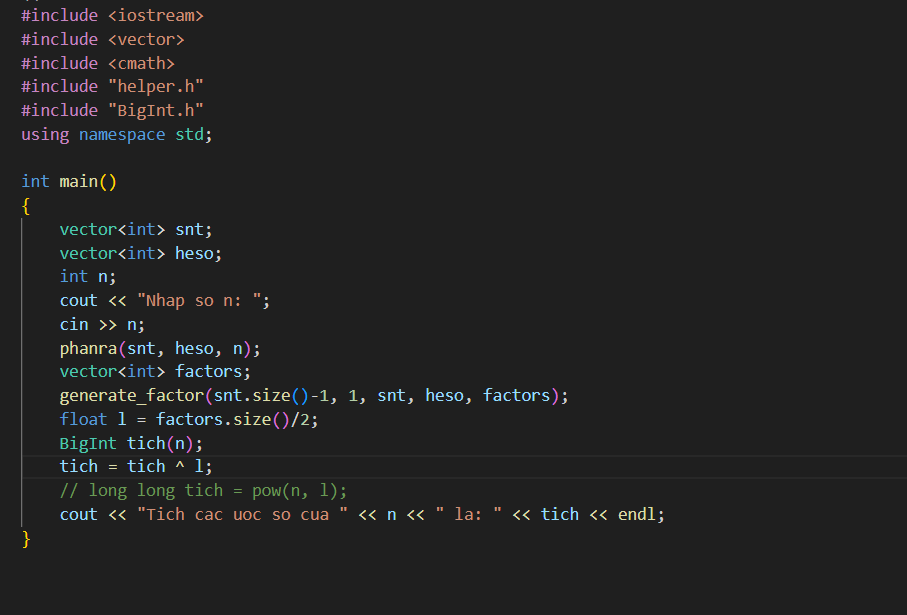 #include <iostream>
#include <vector>
#include <cmath>
#include "helper.h"
#include "BigInt.h"
using namespace std;

int main()
{
    vector<int> snt;
    vector<int> heso;
    int n;
    cout << "Nhap so n: ";
    cin >> n;
    phanra(snt, heso, n);
    vector<int> factors;
    generate_factor(snt.size()-1, 1, snt, heso, factors);
    float l = factors.size()/2;
    BigInt tich(n);
    tich = tich ^ l;
    // long long tich = pow(n, l);
    cout << "Tich cac uoc so cua " << n << " la: " << tich << endl;
}